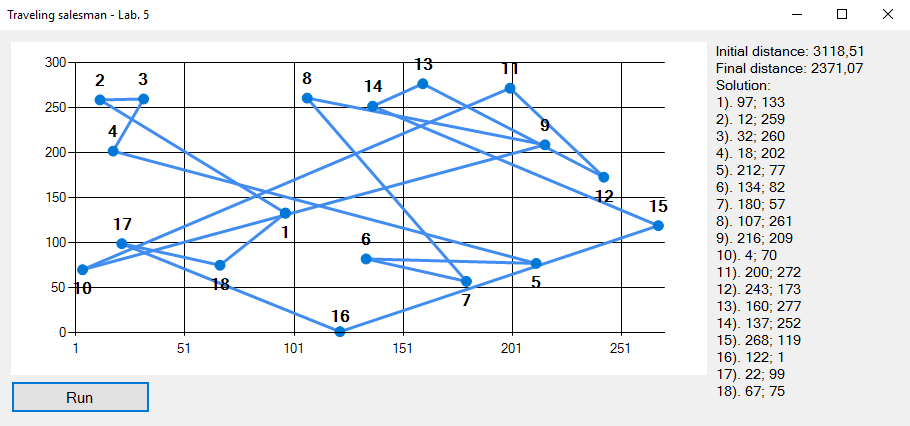 Traveling salesman - Lab. 5
Initial distance: 3118,51
Final distance: 2371,07
Solution:
1). 97; 133
2). 12; 259
3). 32; 260
4). 18; 202
5). 212; 77
6). 134; 82
7). 180; 57
8). 107; 261
9). 216; 209
10). 4; 70
11). 200; 272
12). 243; 173
13). 160; 277
14). 137; 252
15). 268; 119
16). 122; 1
17). 22; 99
18). 67; 75
300
250
200
150
100
50
0
1 51 101 151 201 251
2 3 8 14 13 11
4 9
12
17 1 6 15
10 18 16 7 5
Run